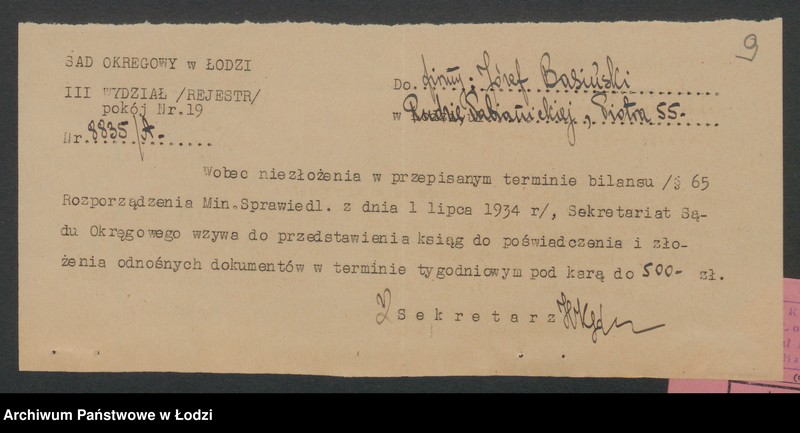 9
SĄD OKRĘGOWY w ŁODZI
III WYDZIAŁ /REJESTR/
pokój Nr.19
Nr. 8835/A.
Do firmy: Józef Basiński
w Rudzie Pabianickiej, Piotra 55.
Wobec niezłożenia w przepisanym terminie bilansu /§ 65
Rozporządzenia Min.Sprawiedl. z dnia 1 lipca 1934 r/, Sekretariat Są-
du Okręgowego wzywa do przedstawienia ksiąg do poświadczenia i zło-
żenia odnośnych dokumentów w terminie tygodniowym pod karą do 500- zł.
Sekretarz
Archiwum Państwowe w Łodzi